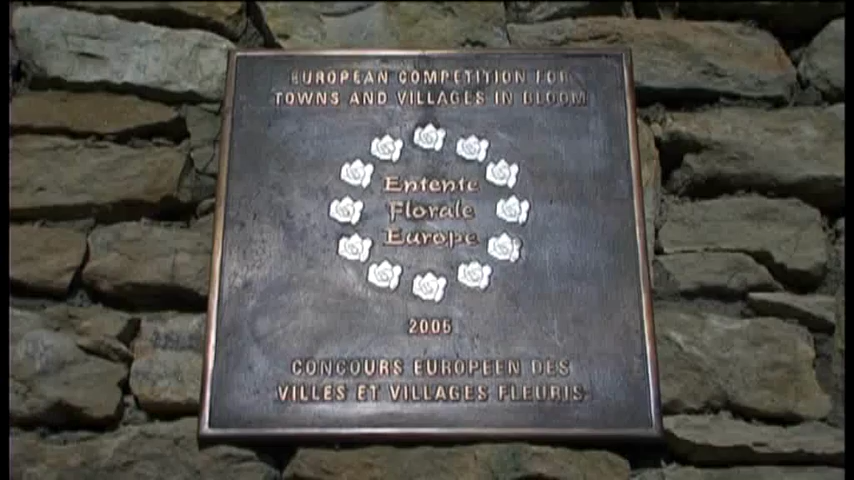 EUROPEAN COMPETITION FOR
TOWNS AND VILLAGES IN BLOOM
Entente
Florale
Europe
2005
CONCOURS EUROPEEN DES
VILLES ET VILLAGES FLEURIS